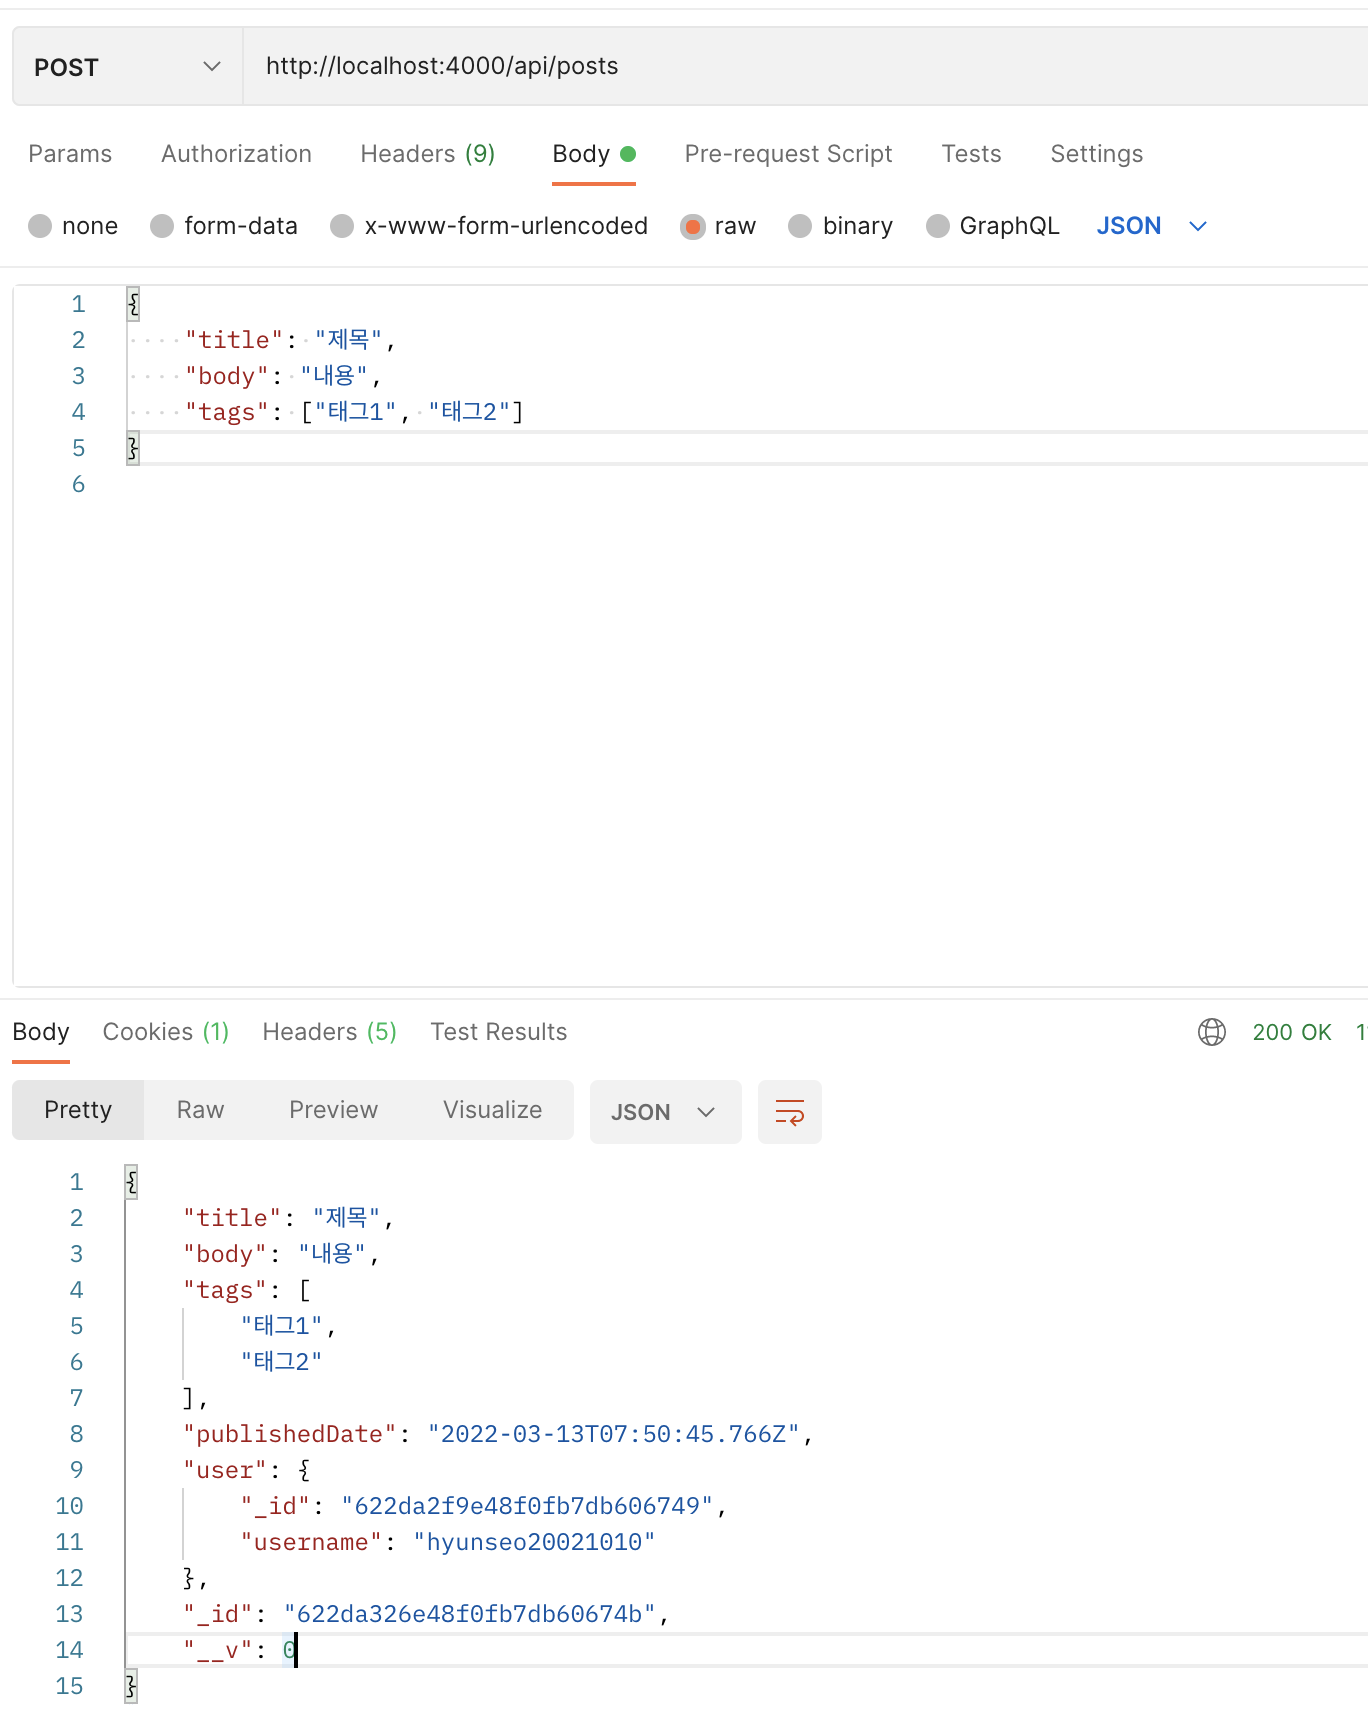 POST http://localhost:4000/api/posts
Params Authorization Headers (9) Body Pre-request Script Tests Settings
none form-data x-www-form-urlencoded raw binary GraphQL JSON
1 {
2 "title": "제목",
3 "body": "내용",
4 "tags": ["태그1", "태그2"]
5 }
6
Body Cookies (1) Headers (5) Test Results 200 OK
Pretty Raw Preview Visualize JSON
1 {
2 "title": "제목",
3 "body": "내용",
4 "tags": [
5 "태그1",
6 "태그2"
7 ],
8 "publishedDate": "2022-03-13T07:50:45.766Z",
9 "user": {
10 "_id": "622da2f9e48f0fb7db606749",
11 "username": "hyunseo20021010"
12 },
13 "_id": "622da326e48f0fb7db60674b",
14 "__v": 0
15 }